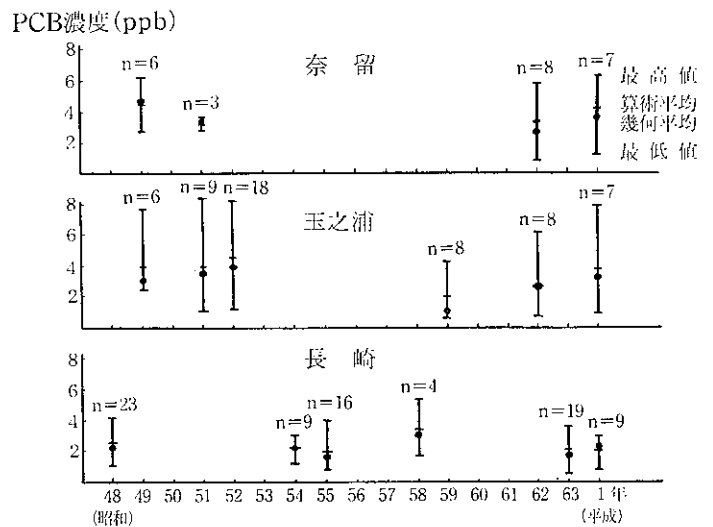 PCB濃度(ppb)
奈留
8
6
4
2
n=6
n=3
n=8
n=7
最高値
算術平均
幾何平均
最低値
玉之浦
8
6
4
2
n=6
n=9
n=18
n=8
n=8
n=7
長崎
8
6
4
2
n=23
n=9
n=16
n=4
n=19
n=9
48 49 50 51 52 53 54 55 56 57 58 59 60 61 62 63 1年
(昭和) (平成)